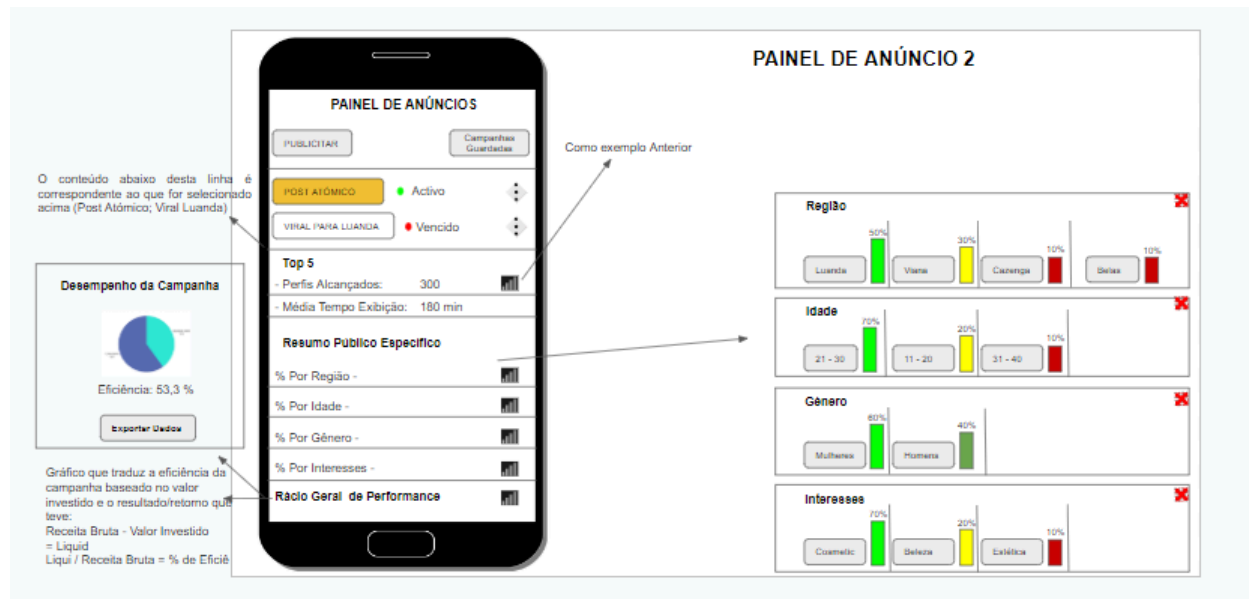 PAINEL DE ANÚNCIO 2
PAINEL DE ANÚNCIOS
PUBLICITAR
Campanhas
Guardadas
Como exemplo Anterior
O conteúdo abaixo desta linha é
correspondente ao que for selecionado
acima (Post Atómico; Viral Luanda)
POST ATÓMICO
Activo
VIRAL PARA LUANDA
Vencido
Top 5
- Perfis Alcançados: 300
- Média Tempo Exibição: 180 min
Resumo Público Especifico
% Por Região -
% Por Idade -
% Por Gênero -
% Por Interesses -
Rácio Geral de Performance
Desempenho da Campanha
Eficiência: 53,3 %
Exportar Dados
Gráfico que traduz a eficiência da
campanha baseado no valor
investido e o resultado/retorno que
teve:
Receita Bruta - Valor Investido
= Liquid
Liqui / Receita Bruta = % de Eficiê
Região
50% 30% 10% 10%
Luanda Viana Cazenga Belas
Idade
70% 20% 10%
21 - 30 11 - 20 31 - 40
Gênero
60% 40%
Mulheres Homens
Interesses
70% 20% 10%
Cosmetic Beleza Estética